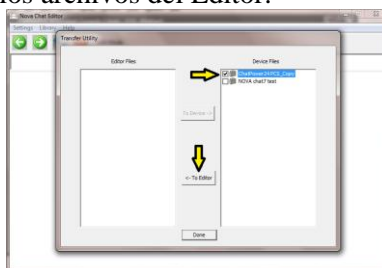 los archivos del Editor.
Nova Chat Editor
Settings Library Help
Transfer Utility
Editor Files
Device Files
NOVA chat7 test
To Device ->
<- To Editor
Done